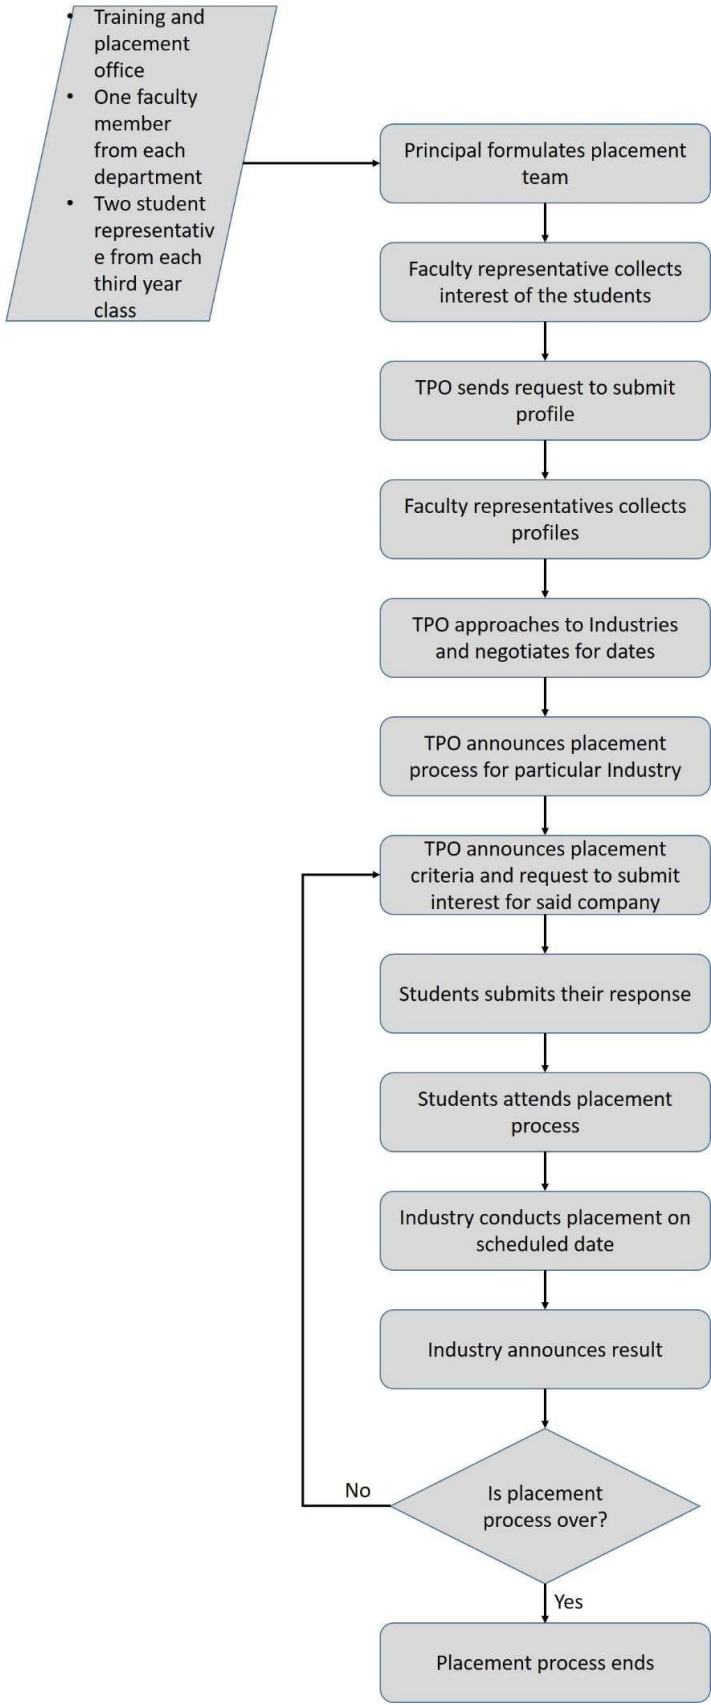 • Training and
placement
office
• One faculty
member
from each
department
• Two student
representativ
e from each
third year
class
Principal formulates placement
team
Faculty representative collects
interest of the students
TPO sends request to submit
profile
Faculty representatives collects
profiles
TPO approaches to Industries
and negotiates for dates
TPO announces placement
process for particular Industry
TPO announces placement
criteria and request to submit
interest for said company
Students submits their response
Students attends placement
process
Industry conducts placement on
scheduled date
Industry announces result
Is placement
process over?
No
Yes
Placement process ends